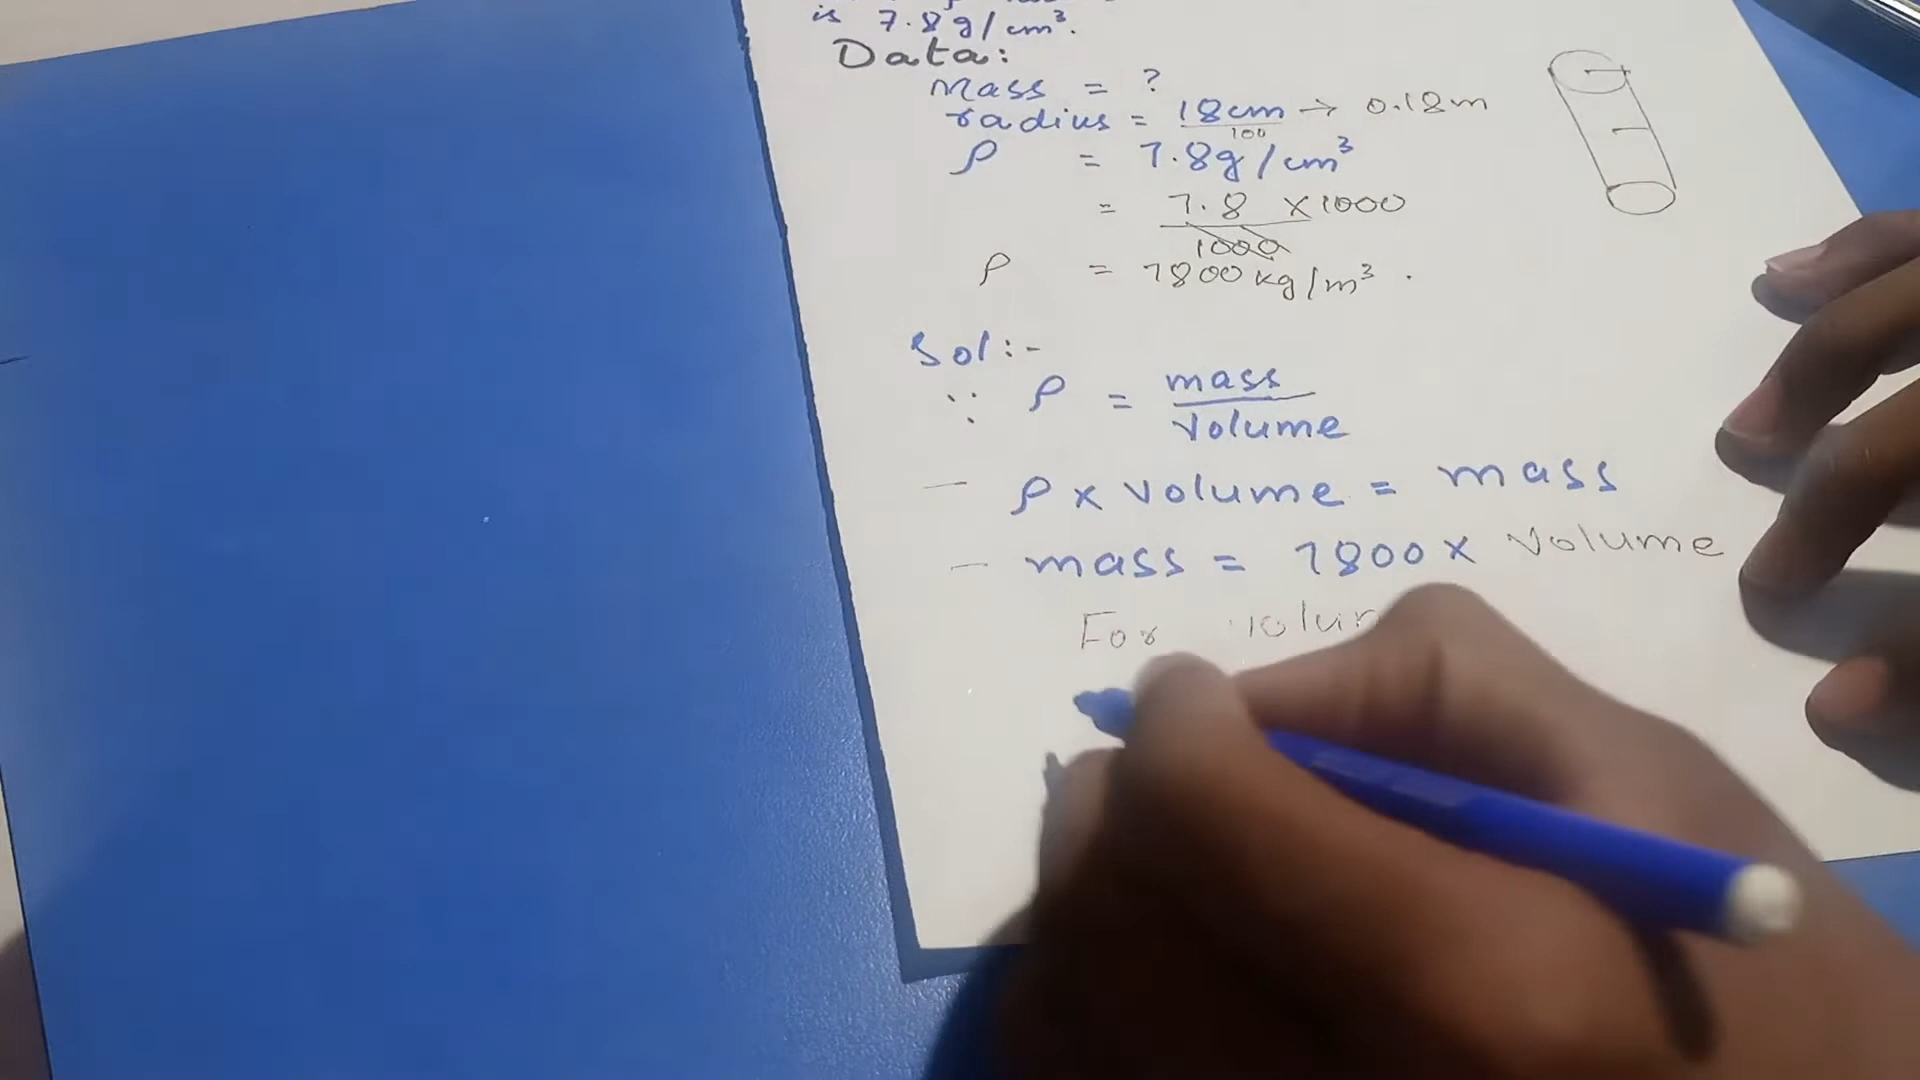 is 7.8g/cm³.
Data:
Mass = ?
radius = 18cm/100 → 0.18m
ρ = 7.8g/cm³
= 7.8 × 1000
1000
ρ = 7800 kg/m³.
Sol:-
∵ ρ = mass
volume
— ρ × volume = mass
— mass = 7800 × Volume
For